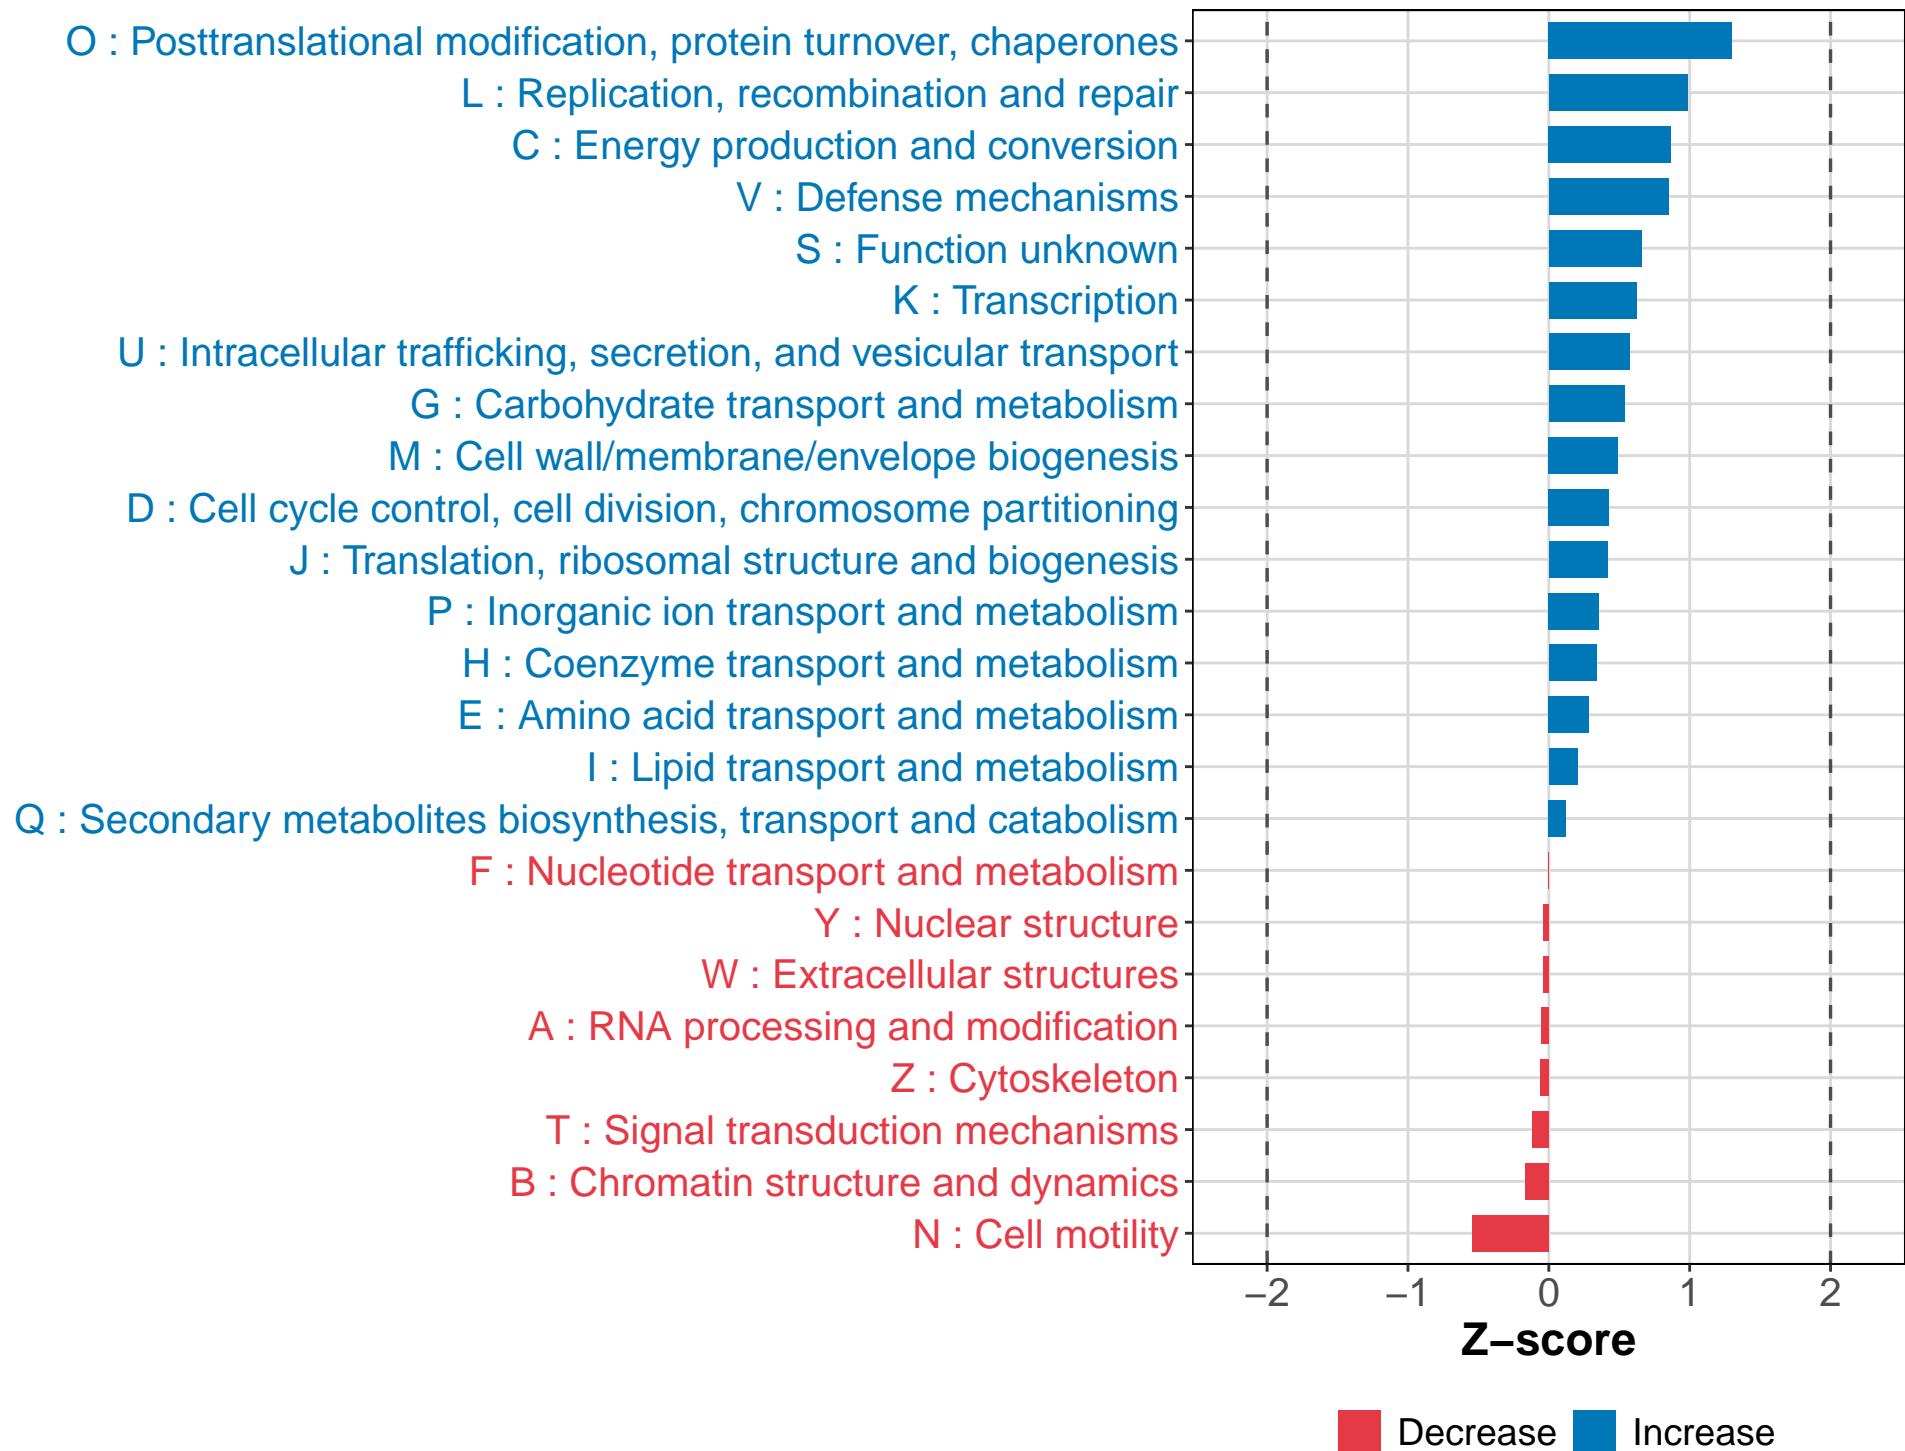 O : Posttranslational modification, protein turnover, chaperones
L : Replication, recombination and repair
C : Energy production and conversion
V : Defense mechanisms
S : Function unknown
K : Transcription
U : Intracellular trafficking, secretion, and vesicular transport
G : Carbohydrate transport and metabolism
M : Cell wall/membrane/envelope biogenesis
D : Cell cycle control, cell division, chromosome partitioning
J : Translation, ribosomal structure and biogenesis
P : Inorganic ion transport and metabolism
H : Coenzyme transport and metabolism
E : Amino acid transport and metabolism
I : Lipid transport and metabolism
Q : Secondary metabolites biosynthesis, transport and catabolism
F : Nucleotide transport and metabolism
Y : Nuclear structure
W : Extracellular structures
A : RNA processing and modification
Z : Cytoskeleton
T : Signal transduction mechanisms
B : Chromatin structure and dynamics
N : Cell motility
−2 −1 0 1 2
Z−score
Decrease Increase